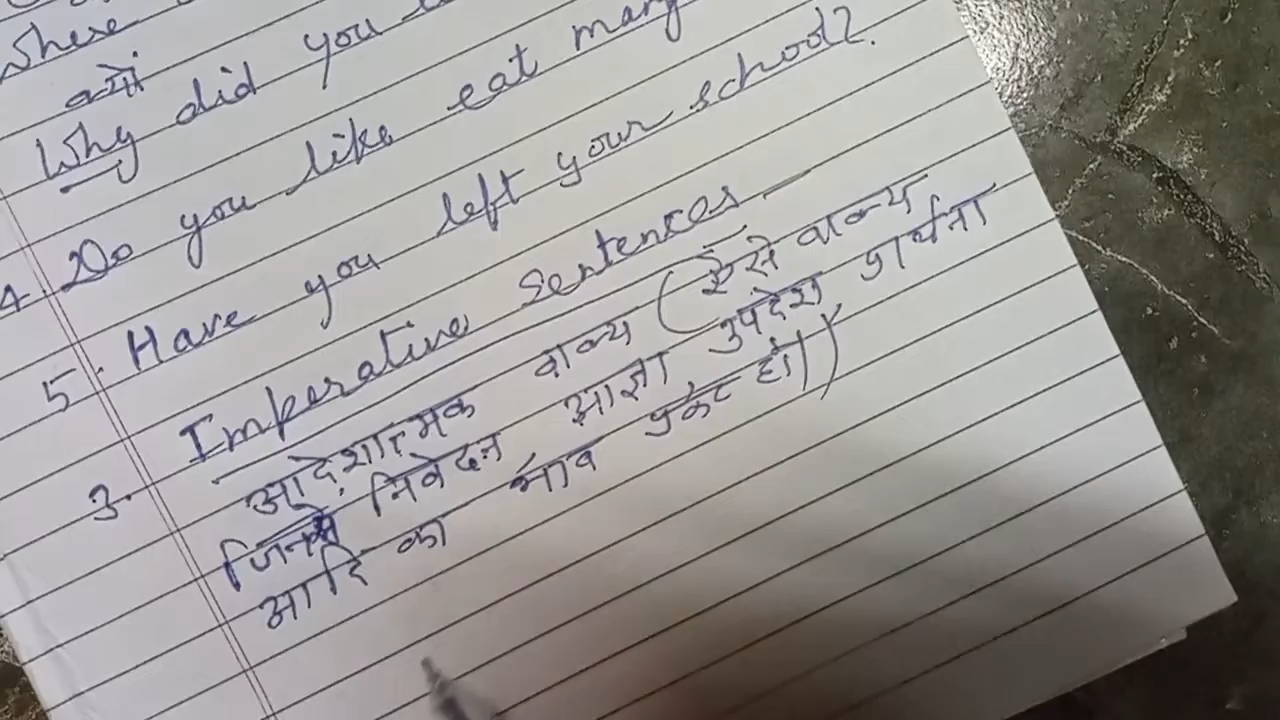 Where
क्यों
Why did you
4. Do you like eat
5. Have you left your school?
3. Imperative Sentences —
आदेशात्मक वाक्य (ऐसे वाक्य
जिनसे निवेदन आज्ञा उपदेश, प्रार्थना
आदि का भाव प्रकट हो।)